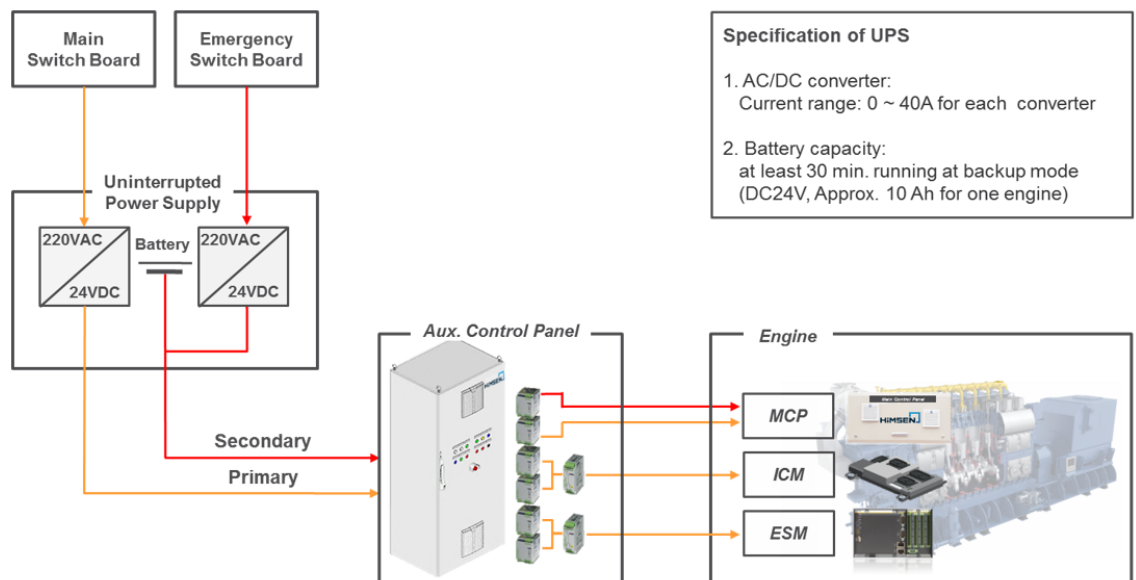 Main
Switch Board
Emergency
Switch Board
Specification of UPS
1. AC/DC converter:
Current range: 0 ~ 40A for each converter
2. Battery capacity:
at least 30 min. running at backup mode
(DC24V, Approx. 10 Ah for one engine)
Uninterrupted
Power Supply
220VAC
24VDC
Battery
220VAC
24VDC
Secondary
Primary
Aux. Control Panel
HiMSEN
Engine
MCP
ICM
ESM
Main Control Panel
HiMSEN